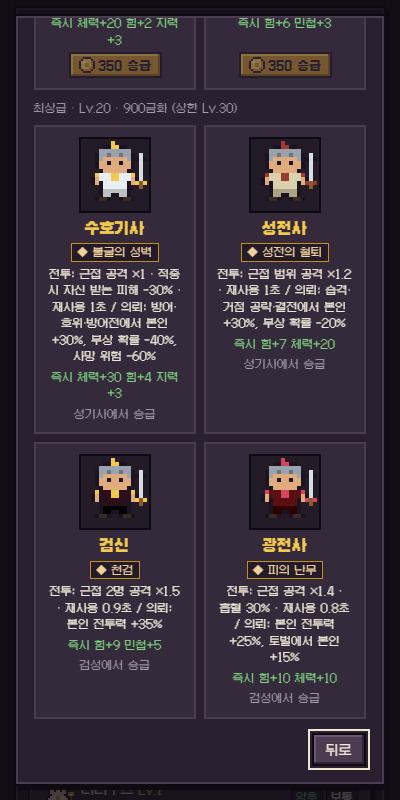 즉시 체력+20 힘+2 지력
+3
350 승급
즉시 힘+6 민첩+3
350 승급
최상급 · Lv.20 · 900금화 (상한 Lv.30)
수호기사
◆ 불굴의 성벽
전투: 근접 공격 ×1 · 적중
시 자신 받는 피해 -30% ·
재사용 1초 / 의뢰: 방어·
호위·방어전에서 본인
+30%, 부상 확률 -40%,
사망 위험 -60%
즉시 체력+30 힘+4 지력
+3
성기사에서 승급
성전사
◆ 성전의 철퇴
전투: 근접 범위 공격 ×1.2
· 재사용 1초 / 의뢰: 습격·
거점 공략·결전에서 본인
+30%, 부상 확률 -20%
즉시 힘+7 체력+20
성기사에서 승급
검신
◆ 천검
전투: 근접 2명 공격 ×1.5
· 재사용 0.9초 / 의뢰:
본인 전투력 +35%
즉시 힘+9 민첩+5
검성에서 승급
광전사
◆ 피의 난무
전투: 근접 공격 ×1.4 ·
흡혈 30% · 재사용 0.8초
/ 의뢰: 본인 전투력
+25%, 토벌에서 본인
+15%
즉시 힘+10 체력+10
검성에서 승급
뒤로
Lv.1
보통